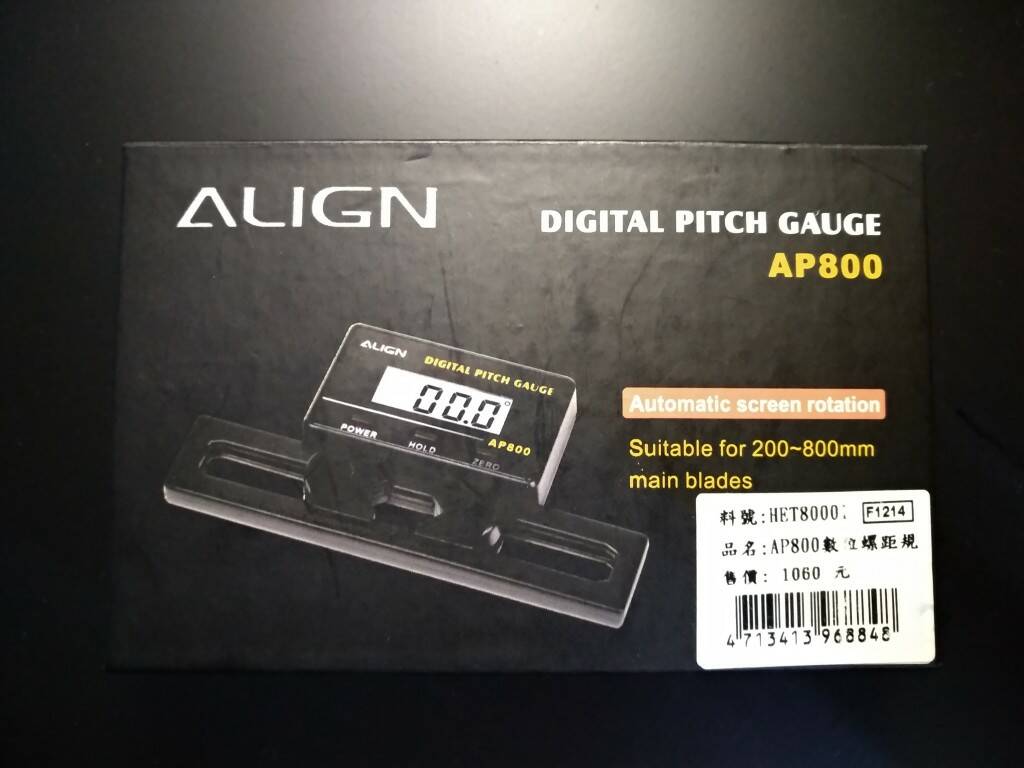 ALIGN
DIGITAL PITCH GAUGE
AP800
ALIGN
DIGITAL PITCH GAUGE
00.0°
POWER
HOLD
ZERO
AP800
Automatic screen rotation
Suitable for 200~800mm
main blades
料號:HET80007
F1214
品名:AP800數位螺距規
售價: 1060 元
4713413 968848